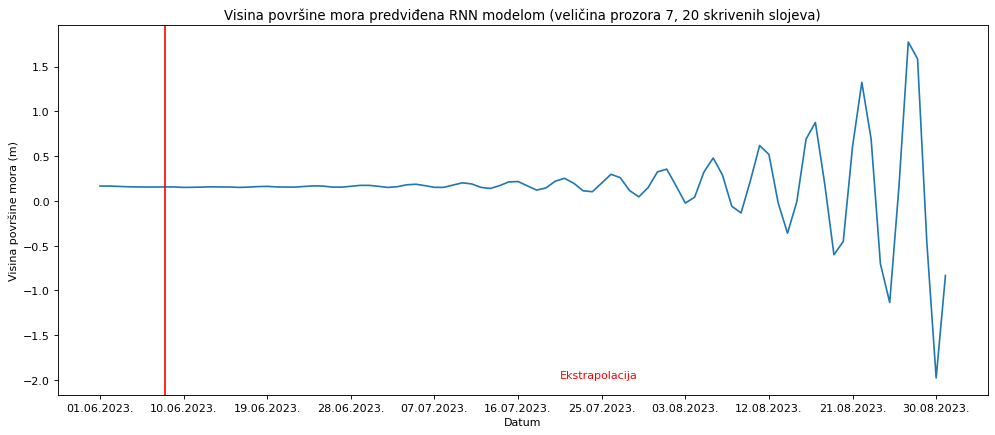 Visina površine mora predviđena RNN modelom (veličina prozora 7, 20 skrivenih slojeva)
Visina površine mora (m)
1.5
1.0
0.5
0.0
−0.5
−1.0
−1.5
−2.0
Ekstrapolacija
01.06.2023. 10.06.2023. 19.06.2023. 28.06.2023. 07.07.2023. 16.07.2023. 25.07.2023. 03.08.2023. 12.08.2023. 21.08.2023. 30.08.2023.
Datum